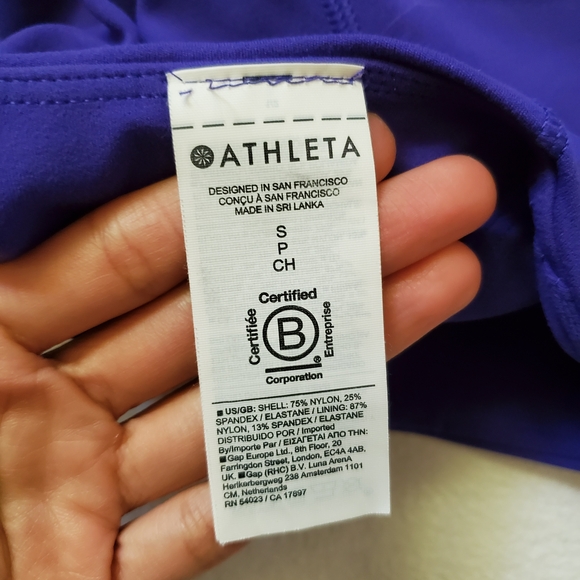 ATHLETA
DESIGNED IN SAN FRANCISCO
CONÇU À SAN FRANCISCO
MADE IN SRI LANKA
S
P
CH
Certified
Certifiée
B
Entreprise
®
Corporation
■ US/GB: SHELL: 75% NYLON, 25%
SPANDEX / ELASTANE / LINING: 87%
NYLON, 13% SPANDEX / ELASTANE
DISTRIBUIDO POR / Imported
By/Importe Par / ΕΙΣΑΓΕΤΑΙ ΑΠΟ ΤΗΝ:
■ Gap Europe Ltd., 8th Floor, 20
Farringdon Street, London, EC4A 4AB,
UK. ■ Gap (RHC) B.V. Luna ArenA
Herikerbergweg 238 Amsterdam 1101
CM, Netherlands
RN 54023 / CA 17897